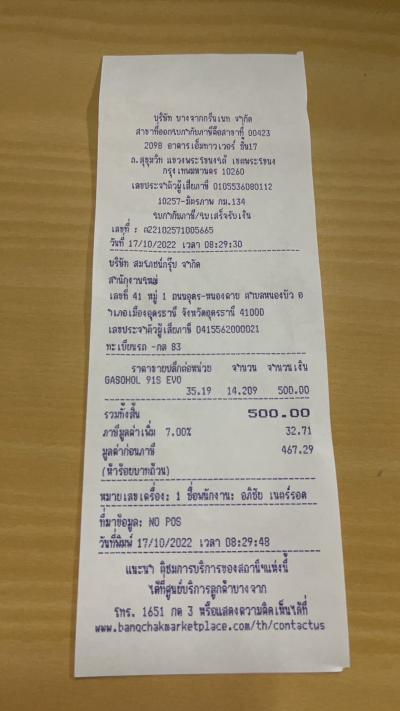 บริษัท บางจากกรีนเนท จำกัด
สาขาที่ออกใบกำกับภาษีคือสาขาที่ 00423
2098 อาคารเอ็มทาวเวอร์ ชั้น17
ถ.สุขุมวิท แขวงพระโขนงใต้ เขตพระโขนง
กรุงเทพมหานคร 10260
เลขประจำตัวผู้เสียภาษี 0105536080112
10257-มิตรภาพ กม.134
ใบกำกับภาษี/ใบเสร็จรับเงิน
เลขที่ : 022102571005665
วันที่ 17/10/2022 เวลา 08:29:30
บริษัท สมโภชน์กรุ๊ป จำกัด
สำนักงานใหญ่
เลขที่ 41 หมู่ 1 ถนนอุดร-หนองคาย ตำบลหนองบัว อ
ำเภอเมืองอุดรธานี จังหวัดอุดรธานี 41000
เลขประจำตัวผู้เสียภาษี 0415562000021
ทะเบียนรถ -กล 83
ราคาขายปลีกต่อหน่วย จำนวน จำนวนเงิน
GASOHOL 91S EVO
35.19 14.209 500.00
รวมทั้งสิ้น 500.00
ภาษีมูลค่าเพิ่ม 7.00% 32.71
มูลค่าก่อนภาษี 467.29
(ห้าร้อยบาทถ้วน)
หมายเลขเครื่อง: 1 ชื่อพนักงาน: อภิชัย เนตร์รอด
ที่มาข้อมูล: NO POS
วันที่พิมพ์ 17/10/2022 เวลา 08:29:48
แนะนำ ติชมการบริการของสถานีฯแห่งนี้
ได้ที่ศูนย์บริการลูกค้าบางจาก
โทร. 1651 กด 3 หรือแสดงความคิดเห็นได้ที่
www.bangchakmarketplace.com/th/contactus